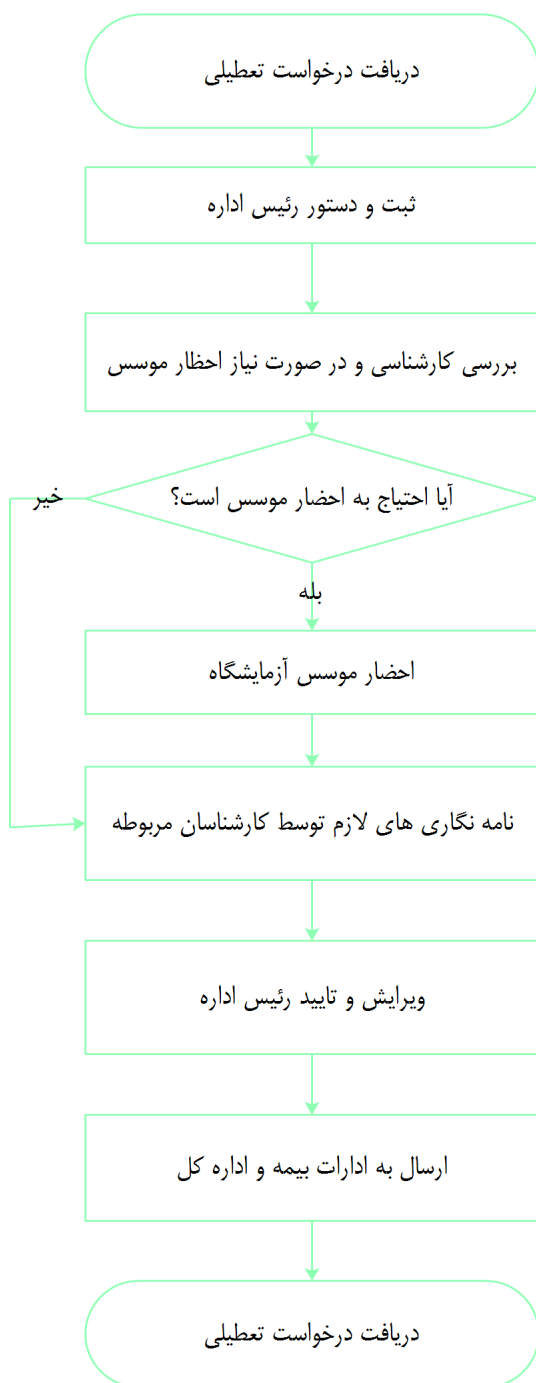 دریافت درخواست تعطیلی
ثبت و دستور رئیس اداره
بررسی کارشناسی و در صورت نیاز احظار موسس
آیا احتیاج به احضار موسس است؟
خیر
بله
احضار موسس آزمایشگاه
نامه نگاری های لازم توسط کارشناسان مربوطه
ویرایش و تایید رئیس اداره
ارسال به ادارات بیمه و اداره کل
دریافت درخواست تعطیلی